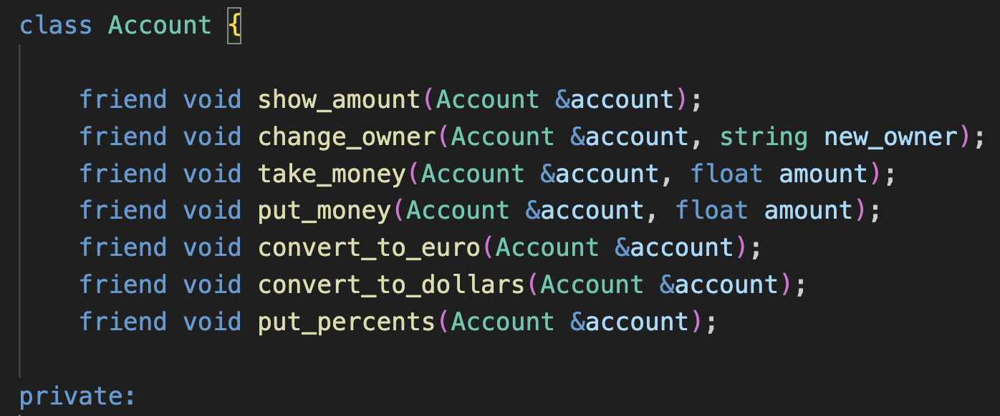 class Account {
friend void show_amount(Account &account);
friend void change_owner(Account &account, string new_owner);
friend void take_money(Account &account, float amount);
friend void put_money(Account &account, float amount);
friend void convert_to_euro(Account &account);
friend void convert_to_dollars(Account &account);
friend void put_percents(Account &account);
private: